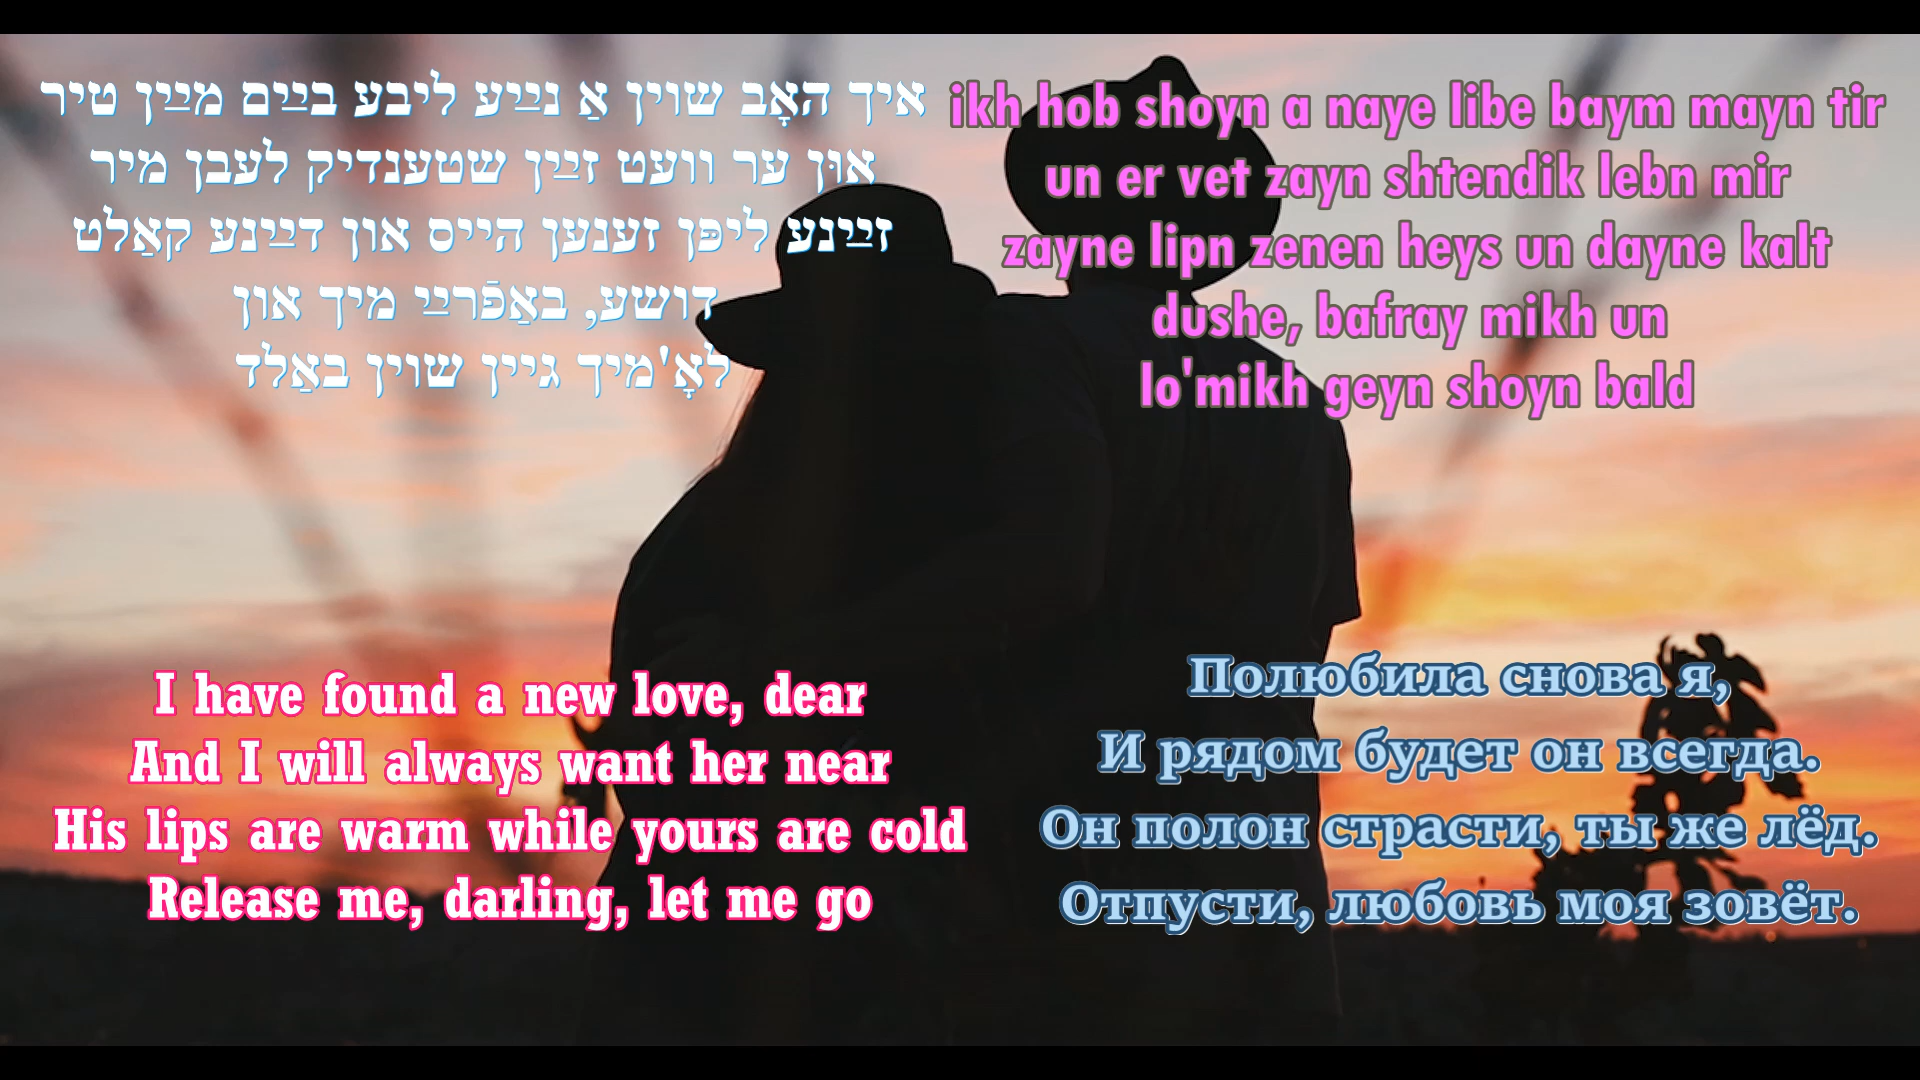 איך האָב שוין אַ נײַע ליבע בײַם מײַן טיר
און ער וועט זײַן שטענדיק לעבן מיר
זײַנע ליפּן זענען הייס און דײַנע קאַלט
דושע, באַפֿרײַ מיך און
לאָ'מיך גיין שוין באַלד
ikh hob shoyn a naye libe baym mayn tir
un er vet zayn shtendik lebn mir
zayne lipn zenen heys un dayne kalt
dushe, bafray mikh un
lo'mikh geyn shoyn bald
I have found a new love, dear
And I will always want her near
His lips are warm while yours are cold
Release me, darling, let me go
Полюбила снова я,
И рядом будет он всегда.
Он полон страсти, ты же лёд.
Отпусти, любовь моя зовёт.